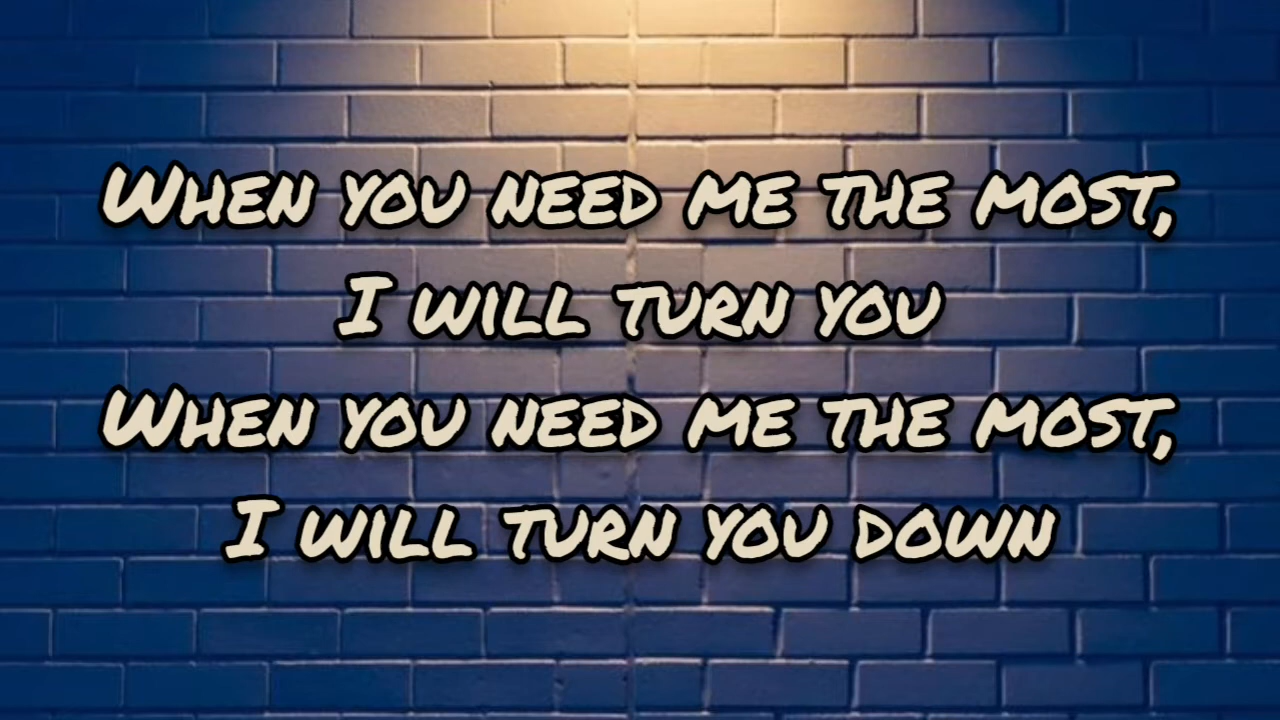 When you need me the most,
I will turn you
When you need me the most,
I will turn you down